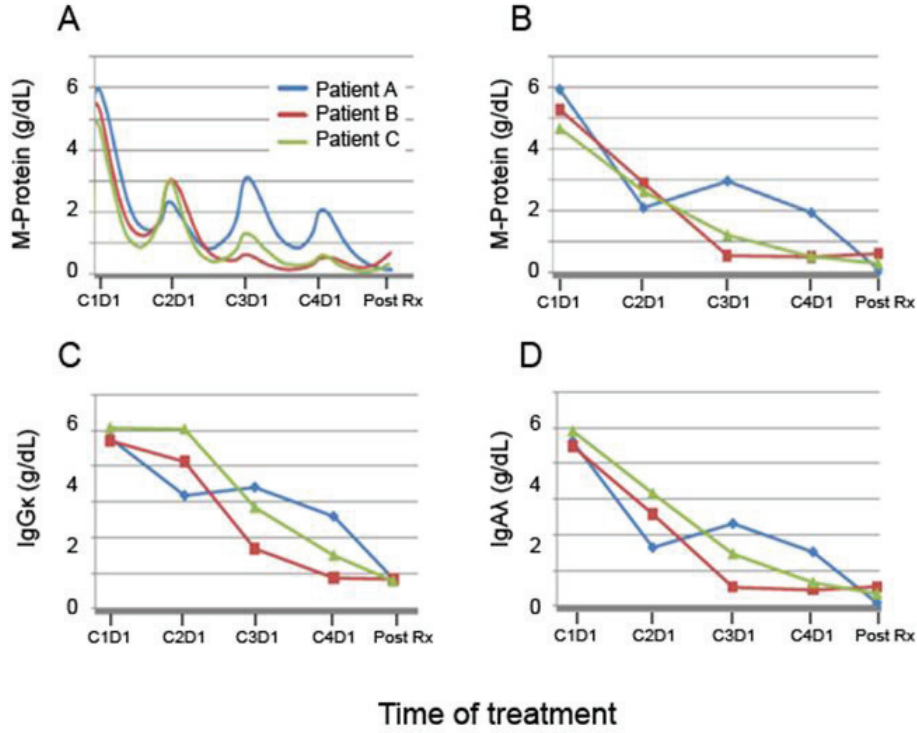 A
M-Protein (g/dL)
6
4
2
0
Patient A
Patient B
Patient C
C1D1 C2D1 C3D1 C4D1 Post Rx
B
M-Protein (g/dL)
6
4
2
0
C1D1 C2D1 C3D1 C4D1 Post Rx
C
IgGκ (g/dL)
6
4
2
0
C1D1 C2D1 C3D1 C4D1 Post Rx
D
IgAλ (g/dL)
6
4
2
0
C1D1 C2D1 C3D1 C4D1 Post Rx
Time of treatment